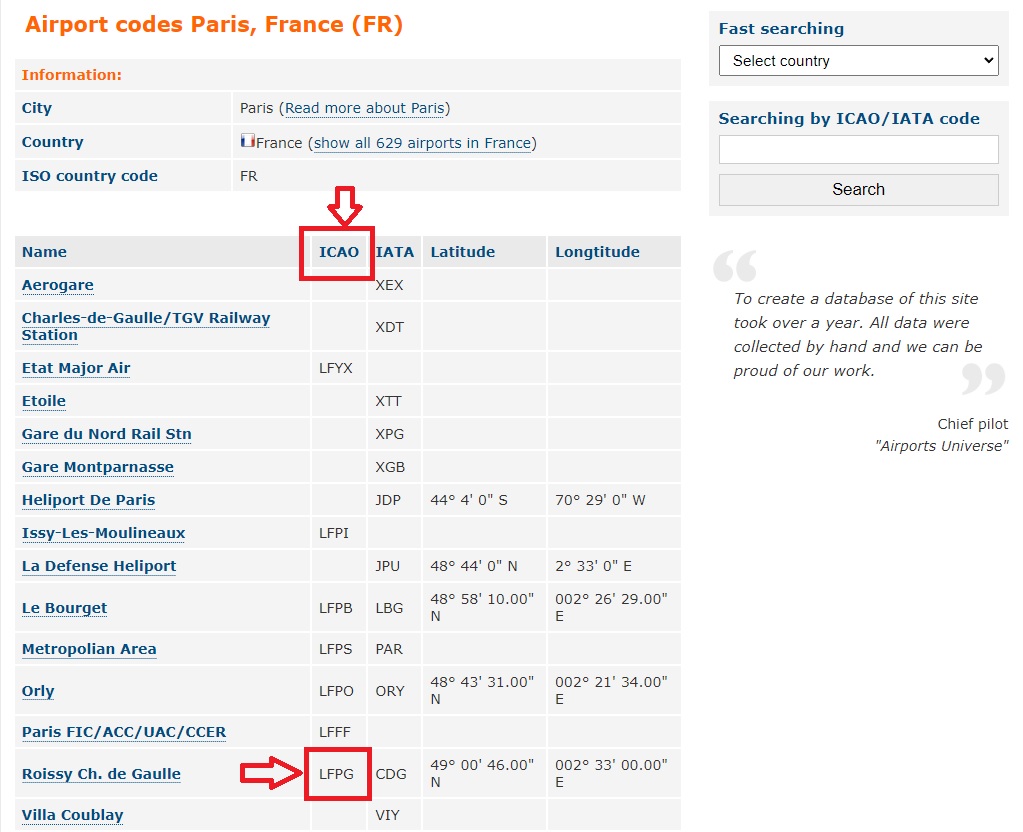 Airport codes Paris, France (FR)
Information:
City Paris (Read more about Paris)
Country France (show all 629 airports in France)
ISO country code FR
Name ICAO IATA Latitude Longtitude
Aerogare XEX
Charles-de-Gaulle/TGV Railway
Station XDT
Etat Major Air LFYX
Etoile XTT
Gare du Nord Rail Stn XPG
Gare Montparnasse XGB
Heliport De Paris JDP 44° 4' 0" S 70° 29' 0" W
Issy-Les-Moulineaux LFPI
La Defense Heliport JPU 48° 44' 0" N 2° 33' 0" E
Le Bourget LFPB LBG 48° 58' 10.00" N 002° 26' 29.00" E
Metropolian Area LFPS PAR
Orly LFPO ORY 48° 43' 31.00" N 002° 21' 34.00" E
Paris FIC/ACC/UAC/CCER LFFF
Roissy Ch. de Gaulle LFPG CDG 49° 00' 46.00" N 002° 33' 00.00" E
Villa Coublay VIY
Fast searching
Select country
Searching by ICAO/IATA code
Search
“
To create a database of this site
took over a year. All data were
collected by hand and we can be
proud of our work.
”
Chief pilot
"Airports Universe"